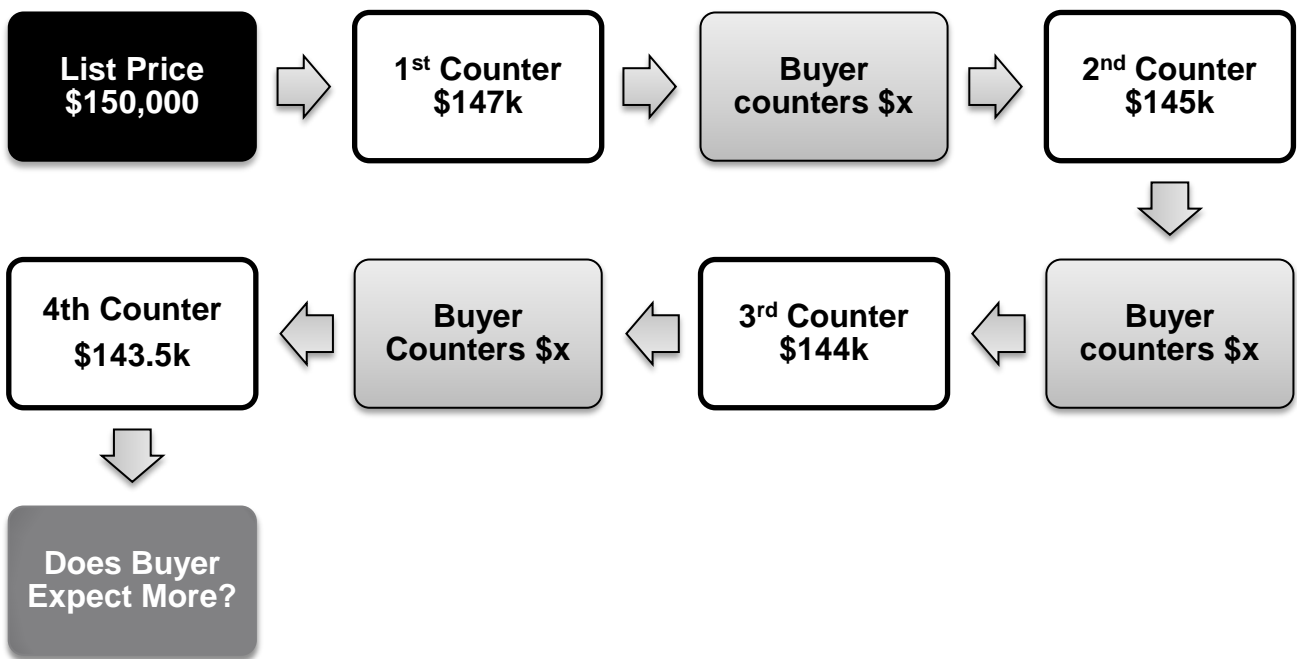 List Price
$150,000
1st Counter
$147k
Buyer
counters $x
2nd Counter
$145k
Buyer
counters $x
3rd Counter
$144k
Buyer
Counters $x
4th Counter
$143.5k
Does Buyer
Expect More?